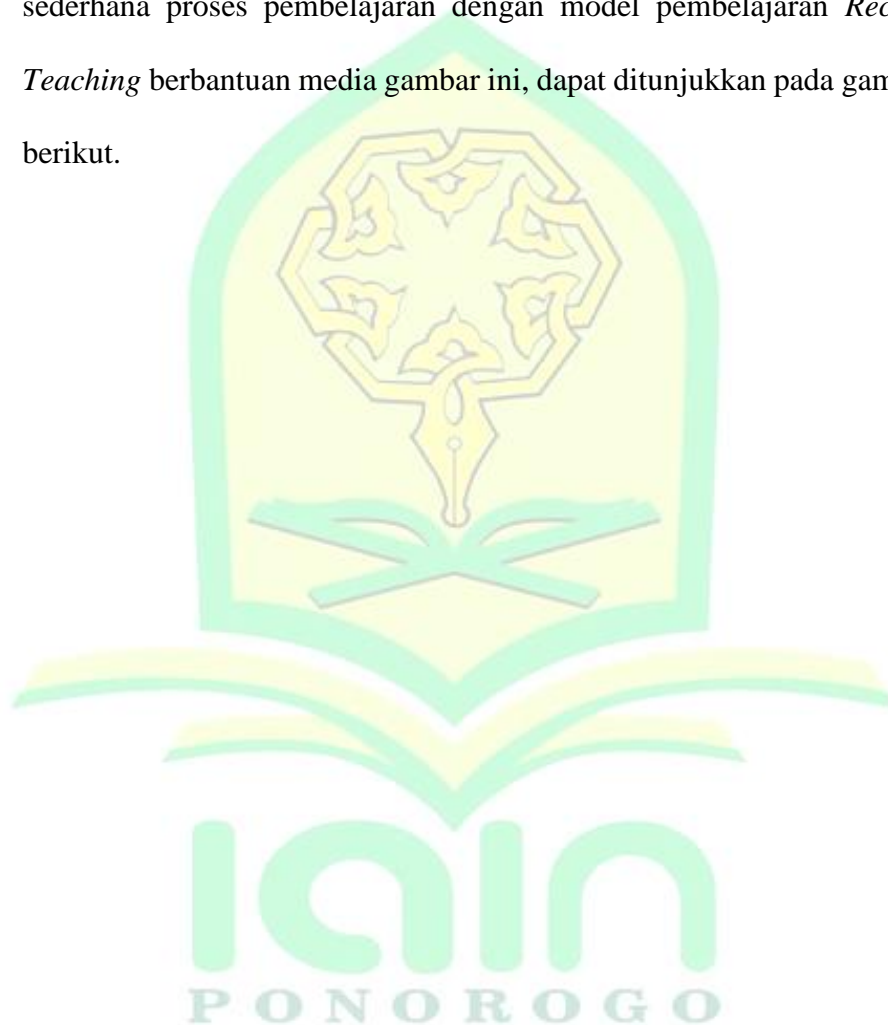 sederhana proses pembelajaran dengan model pembelajaran
Teaching berbantuan media gambar ini, dapat ditunjukkan pada
berikut.
iain
PONOROGO